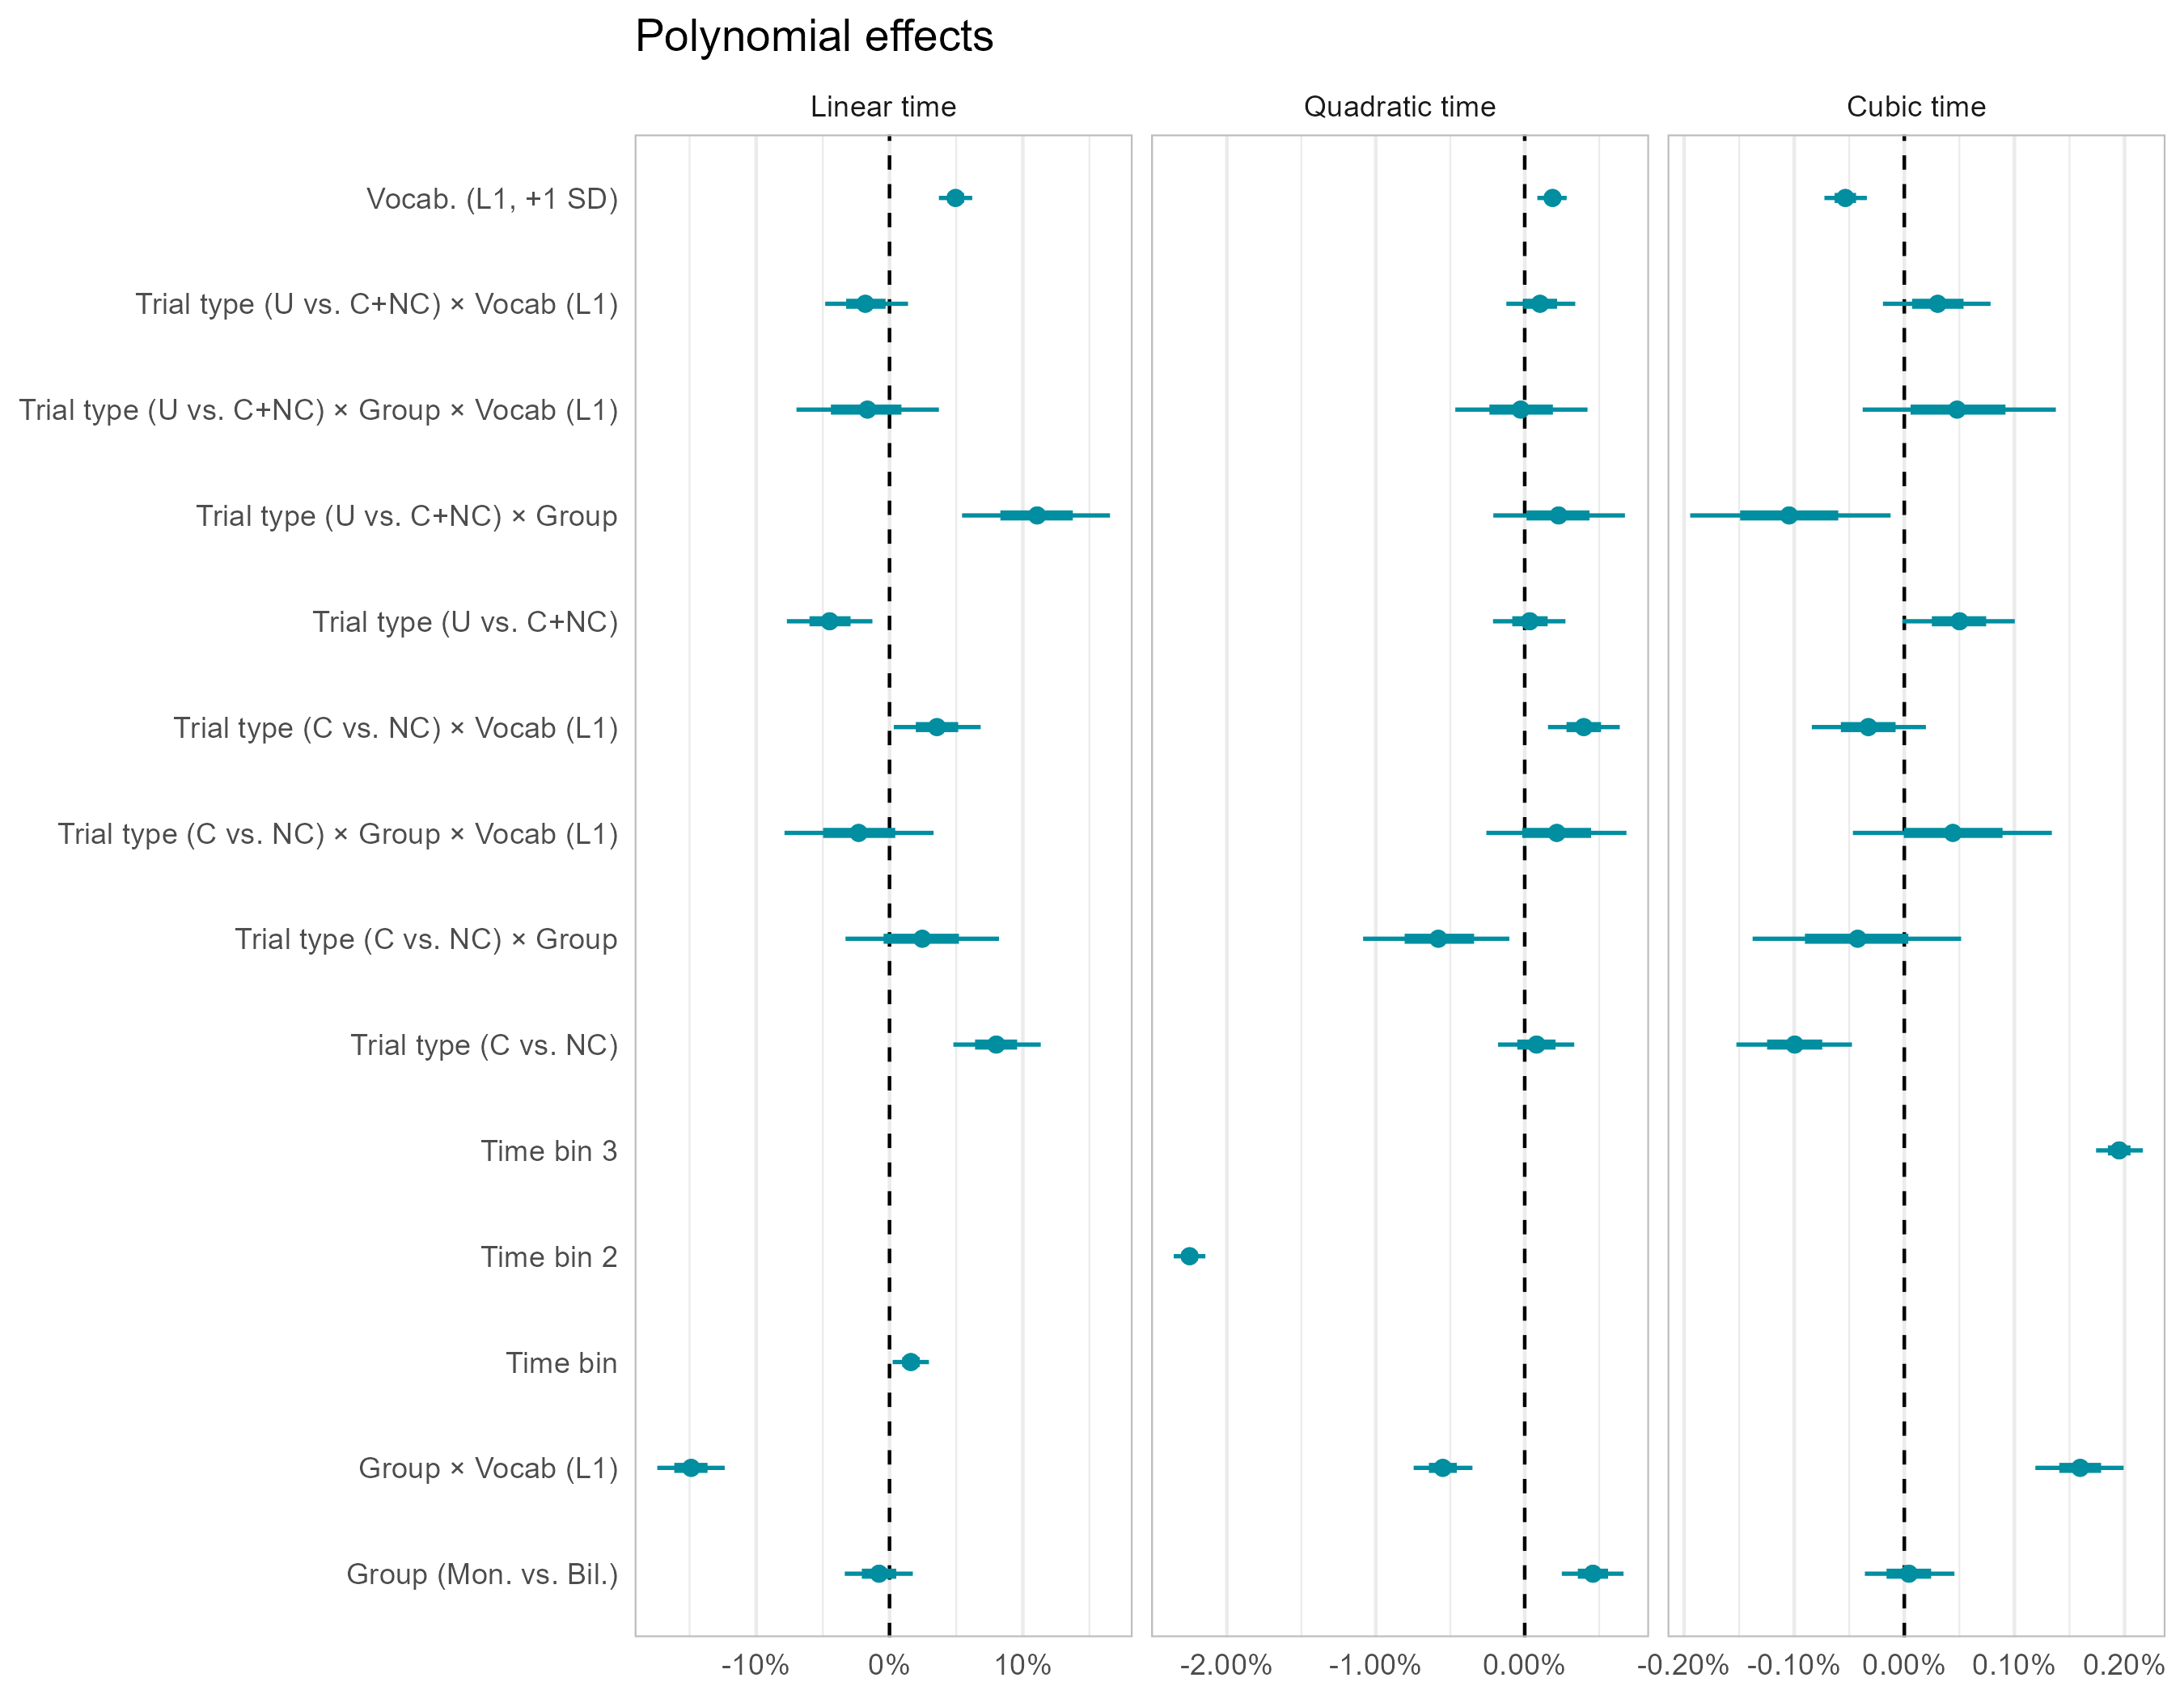 Polynomial effects
Linear time
Quadratic time
Cubic time
Vocab. (L1, +1 SD)
Trial type (U vs. C+NC) × Vocab (L1)
Trial type (U vs. C+NC) × Group × Vocab (L1)
Trial type (U vs. C+NC) × Group
Trial type (U vs. C+NC)
Trial type (C vs. NC) × Vocab (L1)
Trial type (C vs. NC) × Group × Vocab (L1)
Trial type (C vs. NC) × Group
Trial type (C vs. NC)
Time bin 3
Time bin 2
Time bin
Group × Vocab (L1)
Group (Mon. vs. Bil.)
-10% 0% 10%
-2.00% -1.00% 0.00%
-0.20% -0.10% 0.00% 0.10% 0.20%